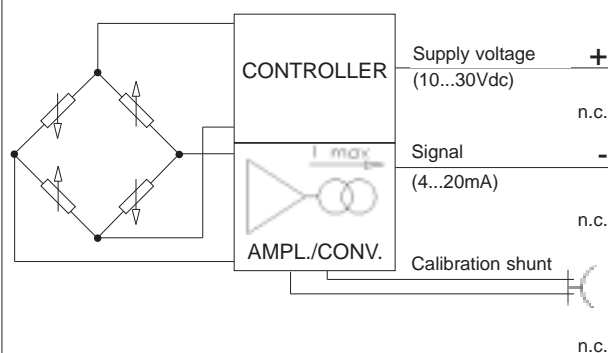 CONTROLLER
Supply voltage +
(10...30Vdc)
n.c.
I max
Signal -
(4...20mA)
n.c.
AMPL./CONV.
Calibration shunt
n.c.